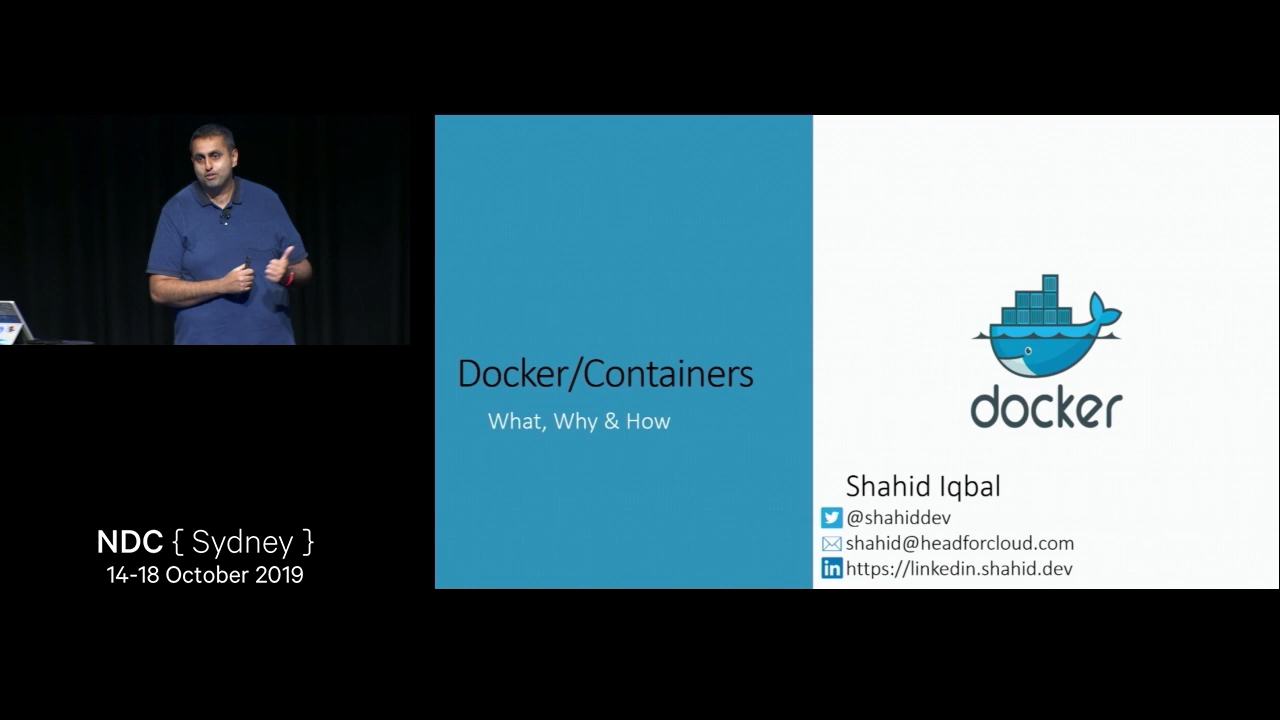 NDC { Sydney }
14-18 October 2019
Docker/Containers
What, Why & How
docker
Shahid Iqbal
@shahiddev
shahid@headforcloud.com
in https://linkedin.shahid.dev